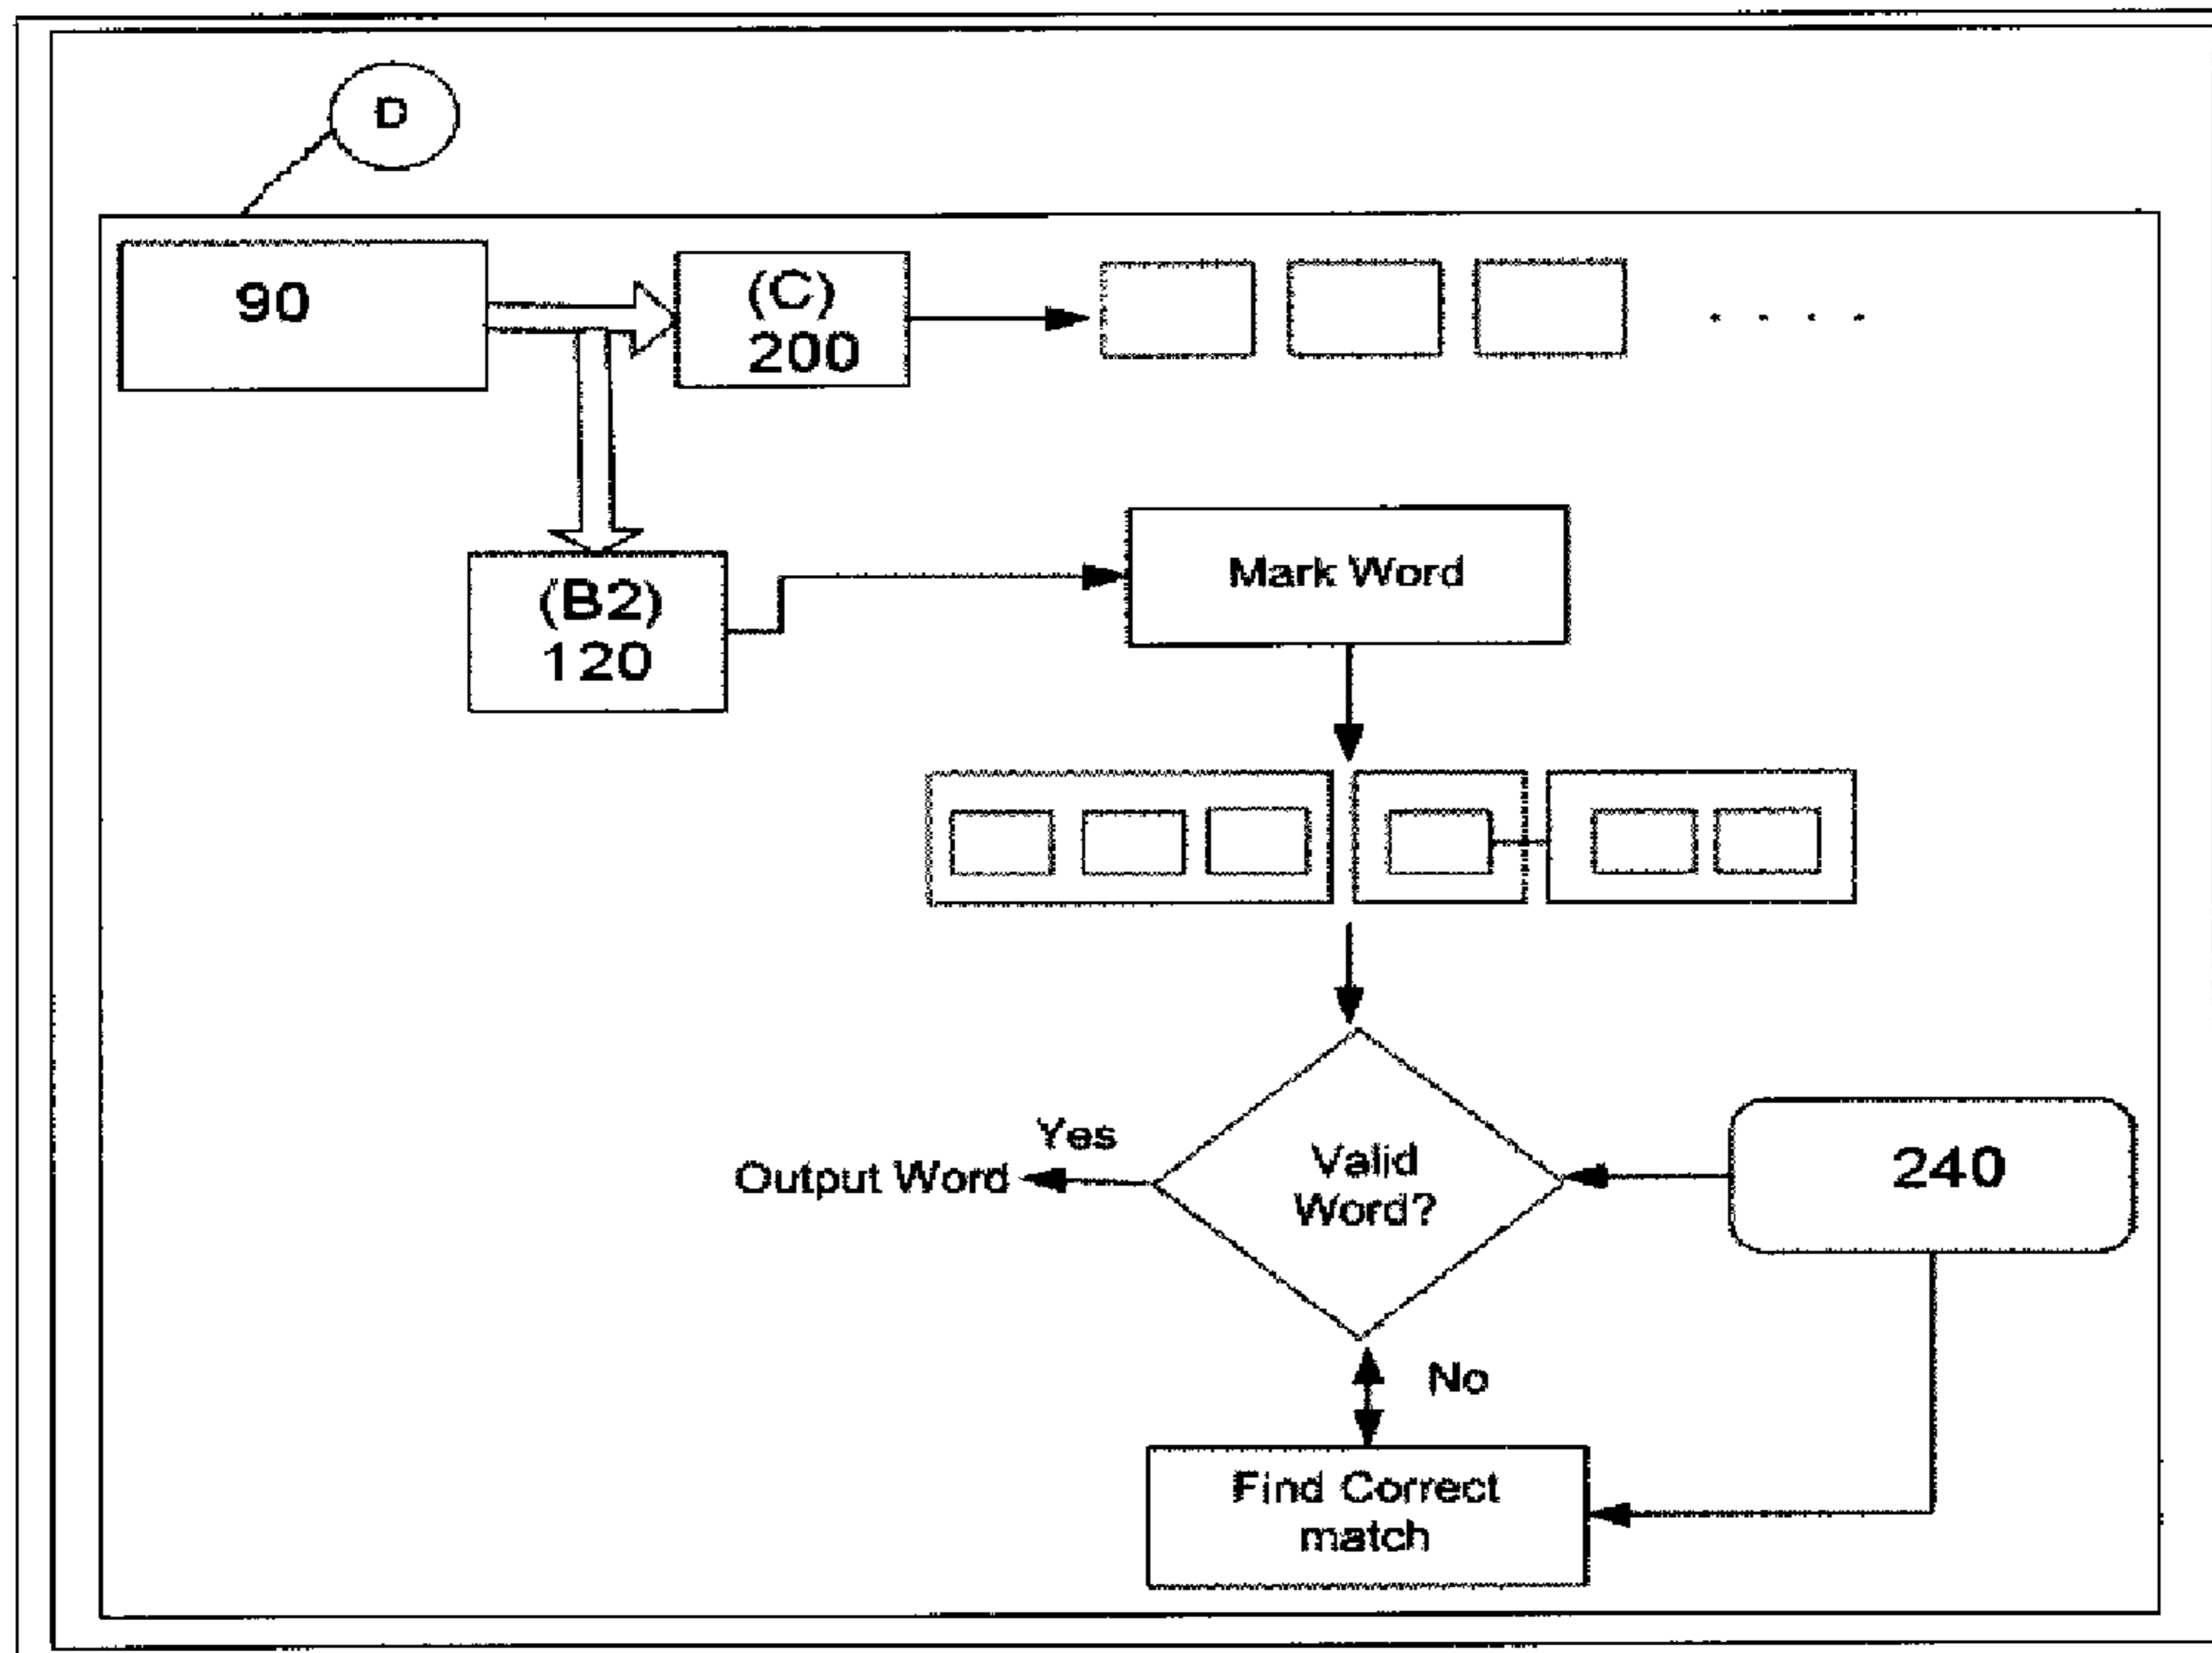 D
90
(C)
200
(B2)
120
Mark Word
Yes
Output Word
Valid
Word?
240
No
Find Correct
match